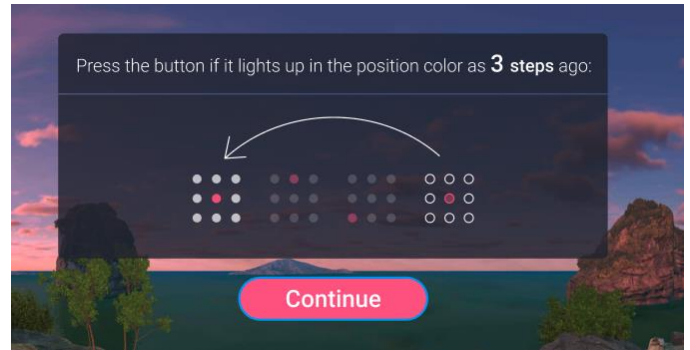 Press the button if it lights up in the position color as 3 steps ago:
Continue